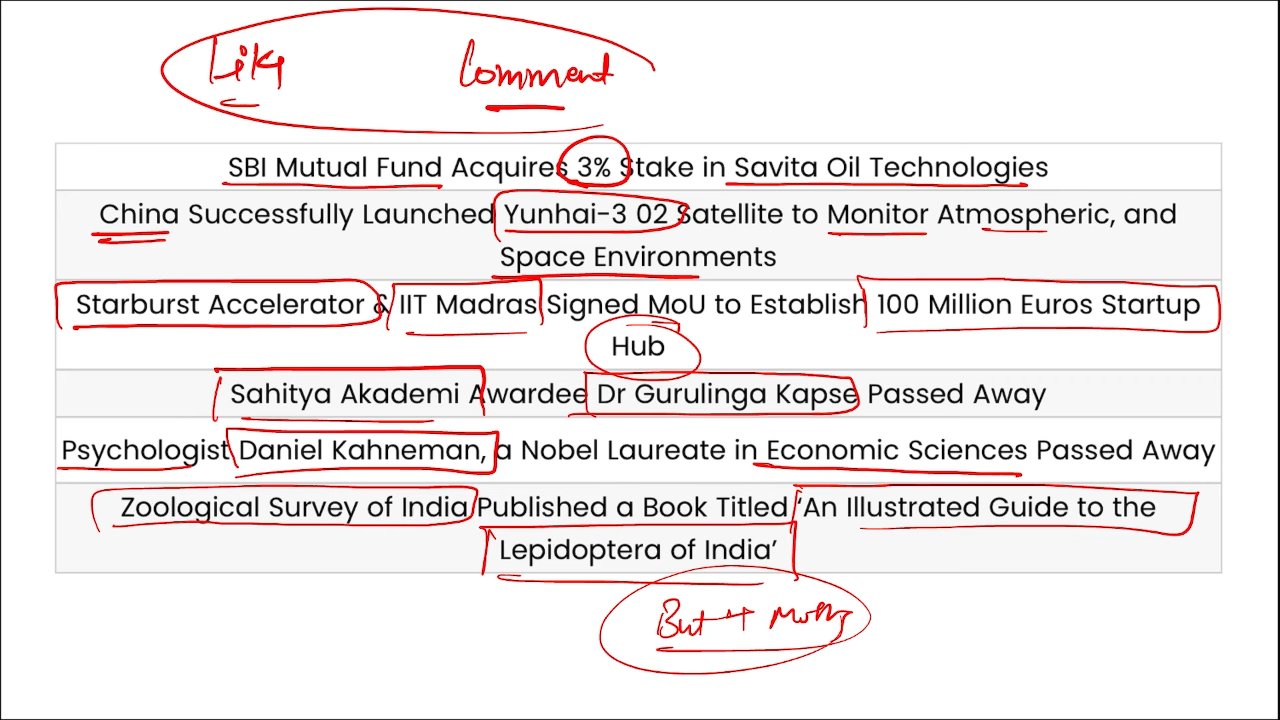 Like Comment
SBI Mutual Fund Acquires 3% Stake in Savita Oil Technologies
China Successfully Launched Yunhai-3 02 Satellite to Monitor Atmospheric, and
Space Environments
Starburst Accelerator & IIT Madras Signed MoU to Establish 100 Million Euros Startup
Hub
Sahitya Akademi Awardee Dr Gurulinga Kapse Passed Away
Psychologist Daniel Kahneman, a Nobel Laureate in Economic Sciences Passed Away
Zoological Survey of India Published a Book Titled ‘An Illustrated Guide to the
Lepidoptera of India’
But +